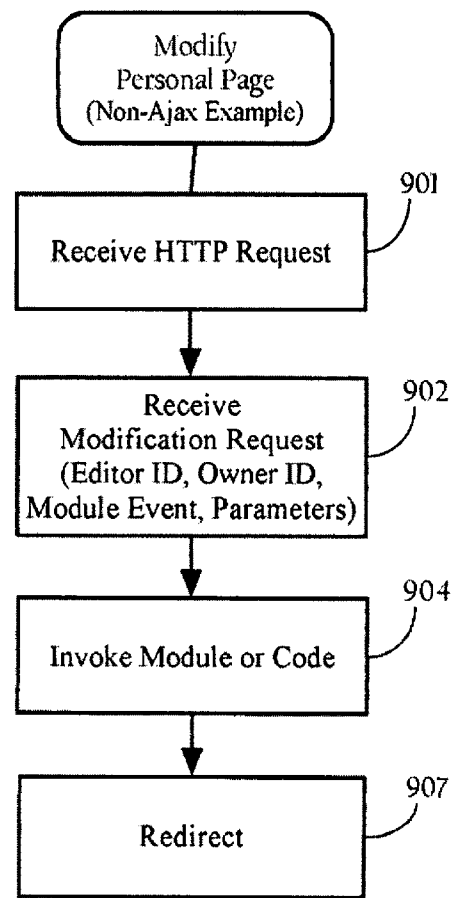 Modify
Personal Page
(Non-Ajax Example)
901
Receive HTTP Request
902
Receive
Modification Request
(Editor ID, Owner ID,
Module Event, Parameters)
904
Invoke Module or Code
907
Redirect